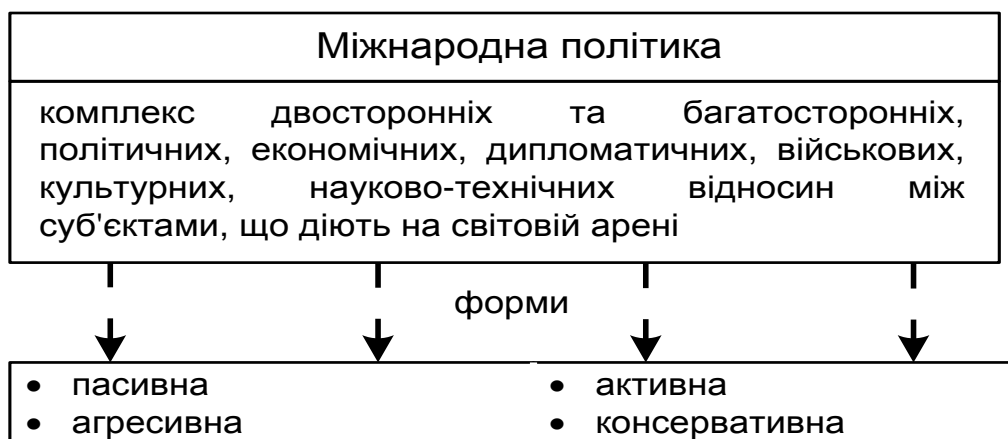 Міжнародна політика
комплекс двосторонніх та багатосторонніх,
політичних, економічних, дипломатичних, військових,
культурних, науково-технічних відносин між
суб'єктами, що діють на світовій арені
форми
• пасивна
• агресивна
• активна
• консервативна